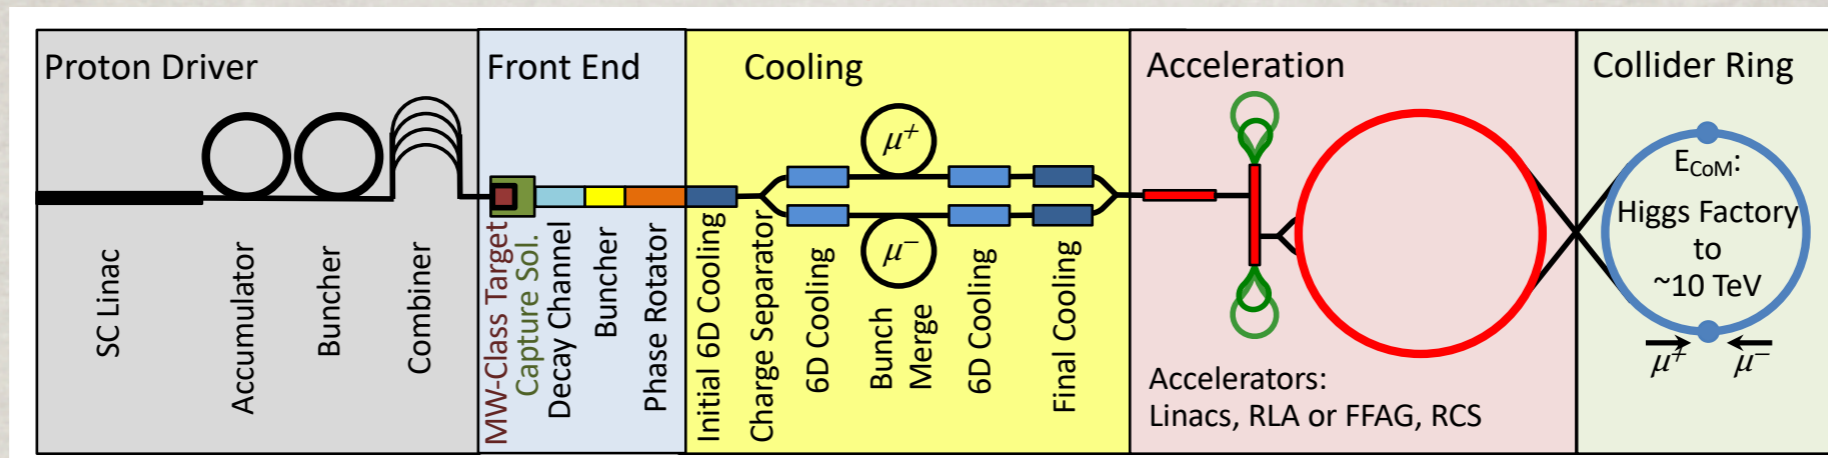 Proton Driver
SC Linac
Accumulator
Buncher
Combiner
Front End
MW-Class Target
Capture Sol.
Decay Channel
Buncher
Phase Rotator
Cooling
μ+
μ−
Initial 6D Cooling
Charge Separator
6D Cooling
Bunch
Merge
6D Cooling
Final Cooling
Acceleration
Accelerators:
Linacs, RLA or FFAG, RCS
Collider Ring
ECoM:
Higgs Factory
to
~10 TeV
μ+ μ−